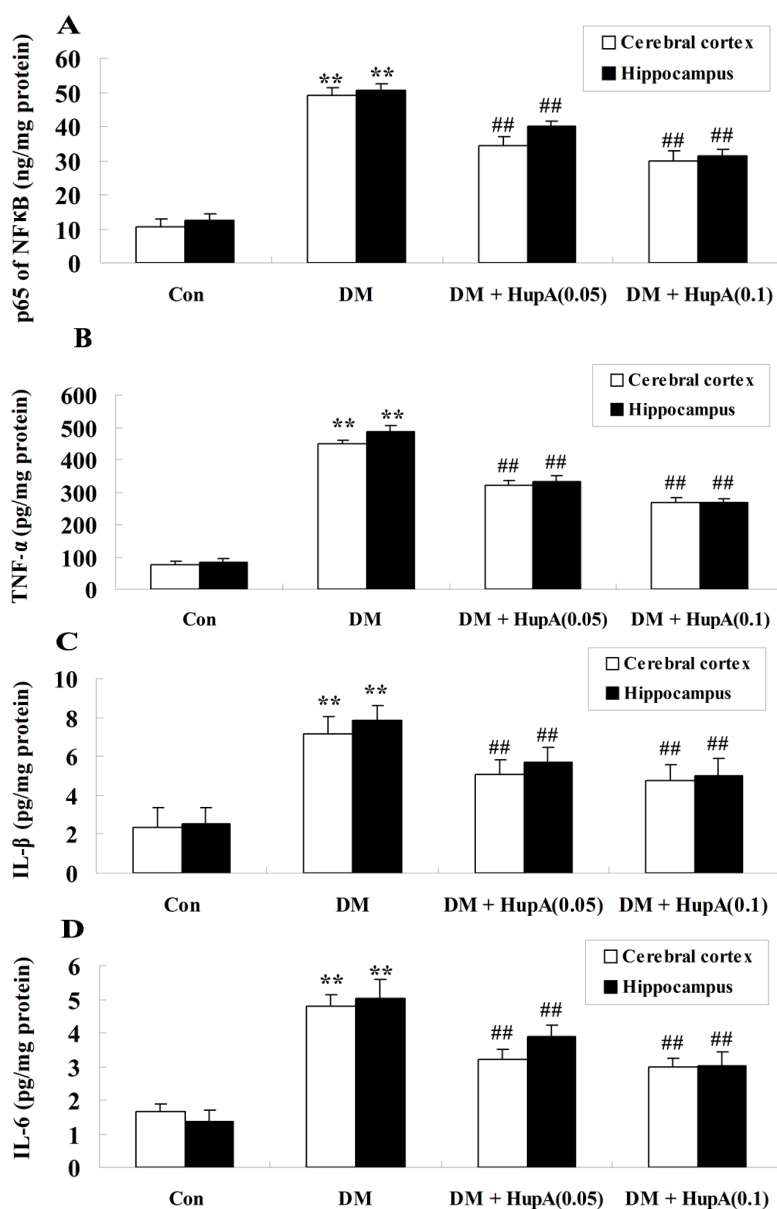 A
p65 of NFκB (ng/mg protein)
60
50
40
30
20
10
0
Cerebral cortex
Hippocampus
** **
## ##
## ##
Con DM DM + HupA(0.05) DM + HupA(0.1)
B
TNF-α (pg/mg protein)
600
500
400
300
200
100
0
Cerebral cortex
Hippocampus
** **
## ##
## ##
Con DM DM + HupA(0.05) DM + HupA(0.1)
C
IL-β (pg/mg protein)
10
8
6
4
2
0
Cerebral cortex
Hippocampus
** **
## ##
## ##
Con DM DM + HupA(0.05) DM + HupA(0.1)
D
IL-6 (pg/mg protein)
6
5
4
3
2
1
0
Cerebral cortex
Hippocampus
** **
## ##
## ##
Con DM DM + HupA(0.05) DM + HupA(0.1)